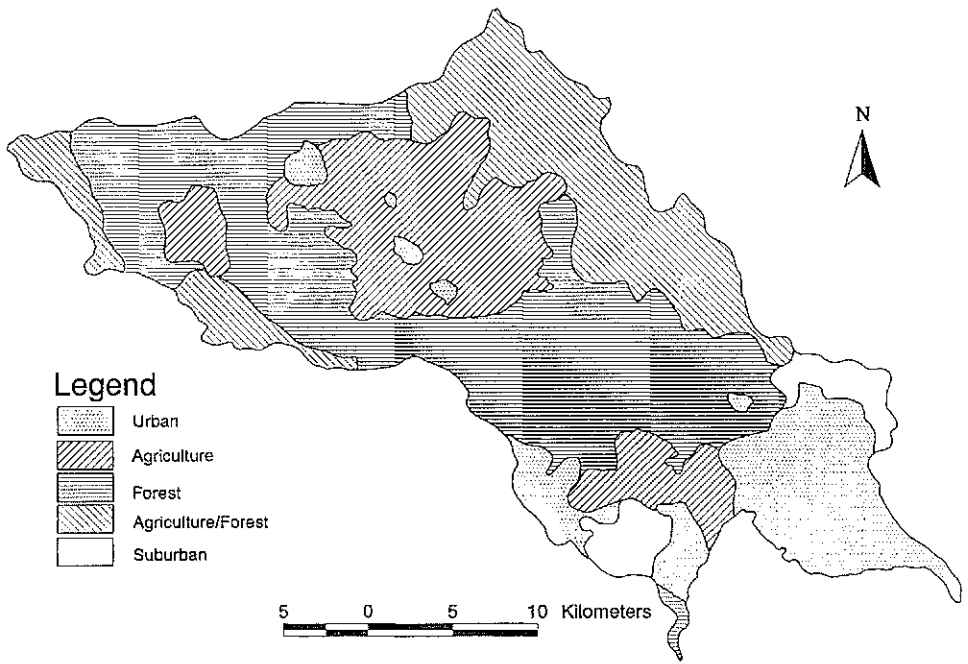 N
Legend
Urban
Agriculture
Forest
Agriculture/Forest
Suburban
5 0 5 10 Kilometers